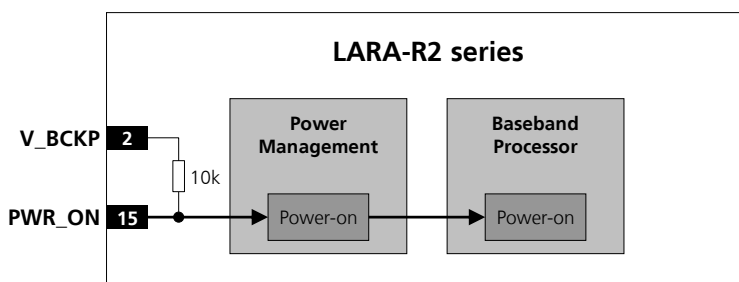 LARA-R2 series
Power
Management
Baseband
Processor
V_BCKP 2
10k
PWR_ON 15
Power-on
Power-on